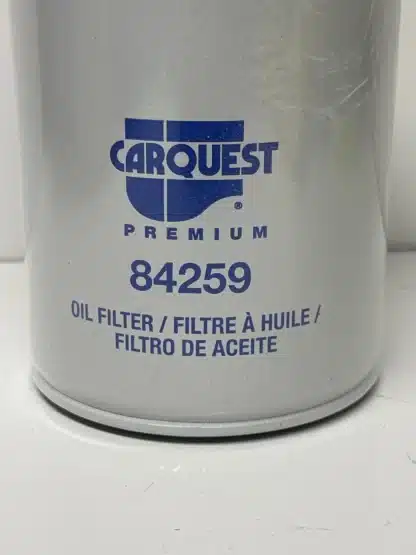 CARQUEST
®
PREMIUM
84259
OIL FILTER / FILTRE À HUILE /
FILTRO DE ACEITE